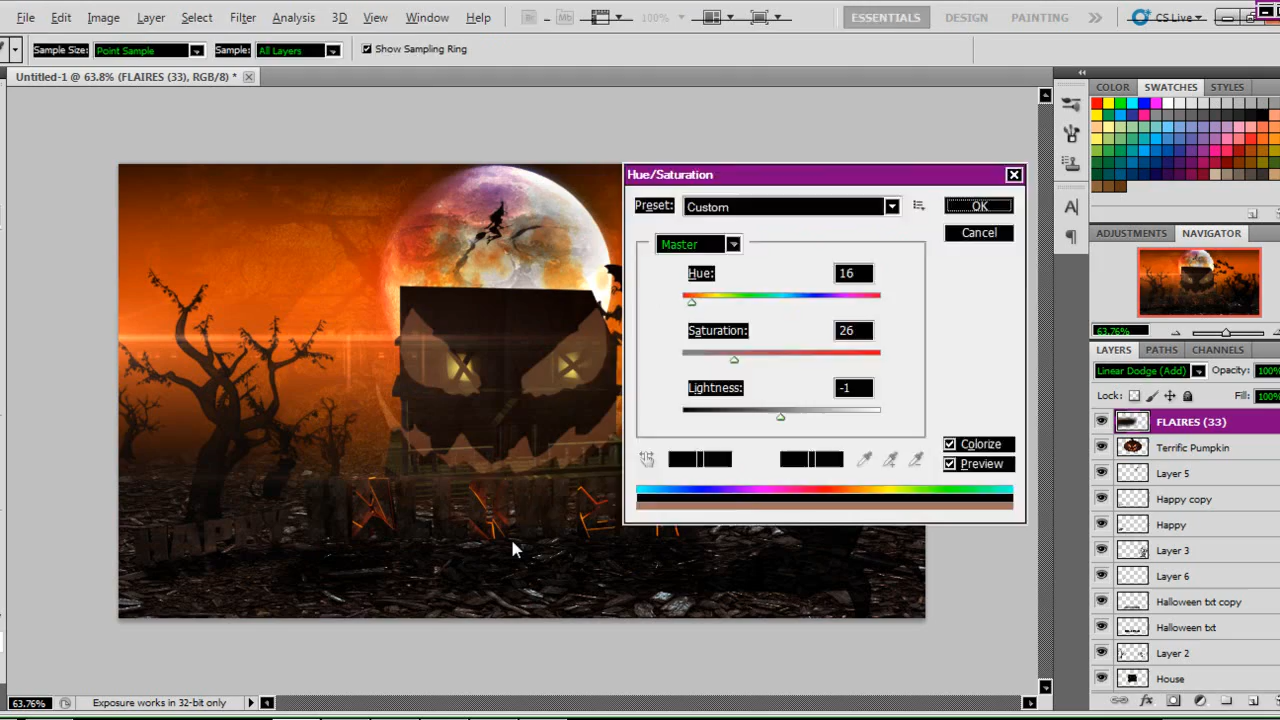 File Edit Image Layer Select Filter Analysis 3D View Window Help Br Mb 100% ESSENTIALS DESIGN PAINTING CS Live
Sample Size: Point Sample Sample: All Layers Show Sampling Ring
Untitled-1 @ 63.8% (FLAIRES (33), RGB/8) *
COLOR SWATCHES STYLES
Hue/Saturation
Preset: Custom OK
Cancel
Master
Hue: 16
Saturation: 26
Lightness: -1
Colorize
Preview
ADJUSTMENTS NAVIGATOR
63.76%
LAYERS PATHS CHANNELS
Linear Dodge (Add) Opacity: 100%
Lock: Fill: 100%
FLAIRES (33)
Terrific Pumpkin
Layer 5
Happy copy
Happy
Layer 3
Layer 6
Halloween txt copy
Halloween txt
Layer 2
House
HAPPY
63.76% Exposure works in 32-bit only